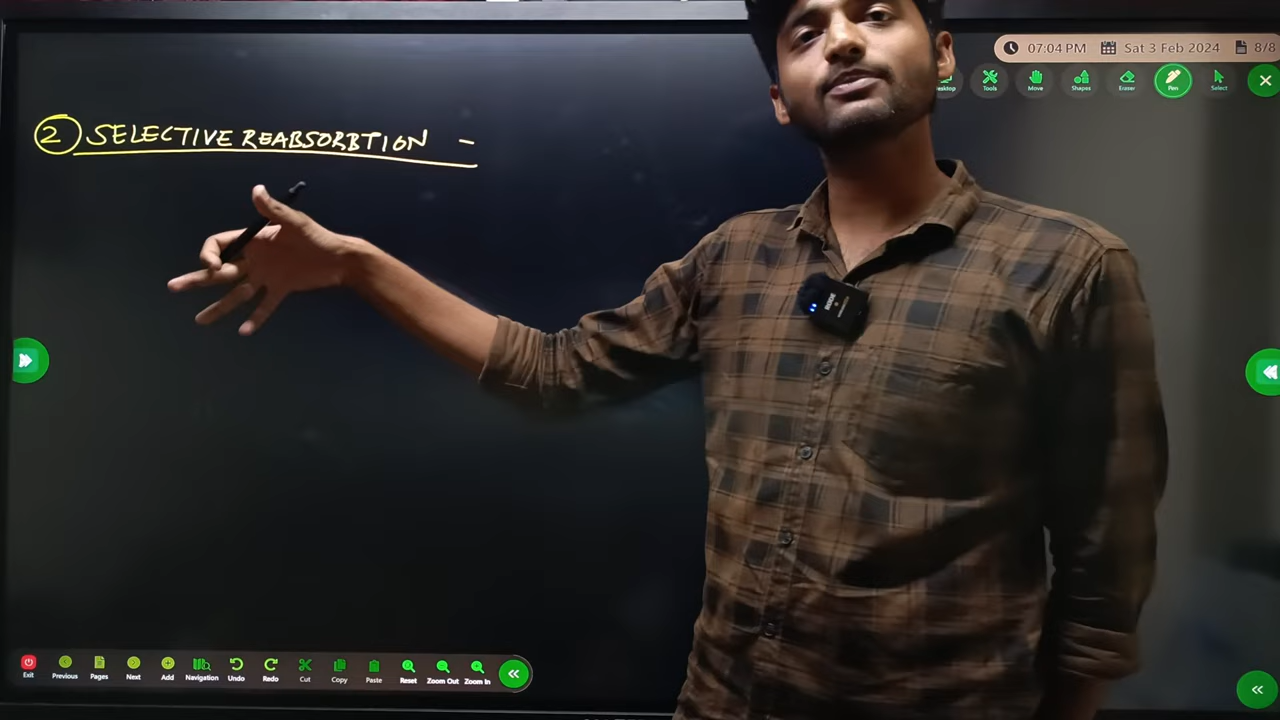 07:04 PM Sat 3 Feb 2024 8/8
Tools Move Shapes Eraser Pen Select
② SELECTIVE REABSORBTION -
Exit Previous Pages Next Add Navigation Undo Redo Cut Copy Paste Reset Zoom Out Zoom In